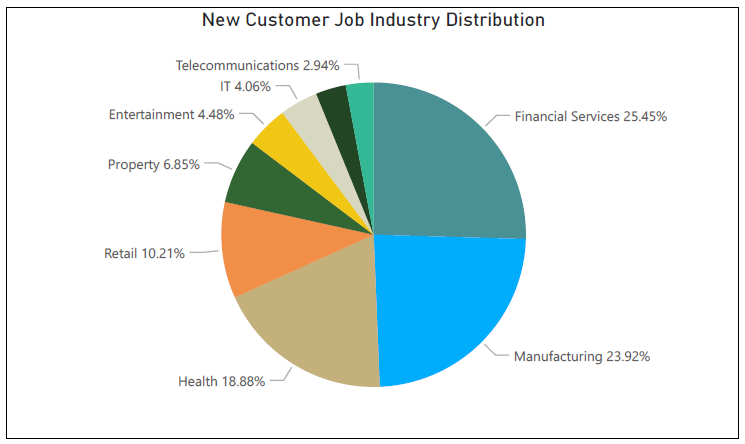 New Customer Job Industry Distribution
Telecommunications 2.94%
IT 4.06%
Entertainment 4.48%
Property 6.85%
Retail 10.21%
Health 18.88%
Financial Services 25.45%
Manufacturing 23.92%